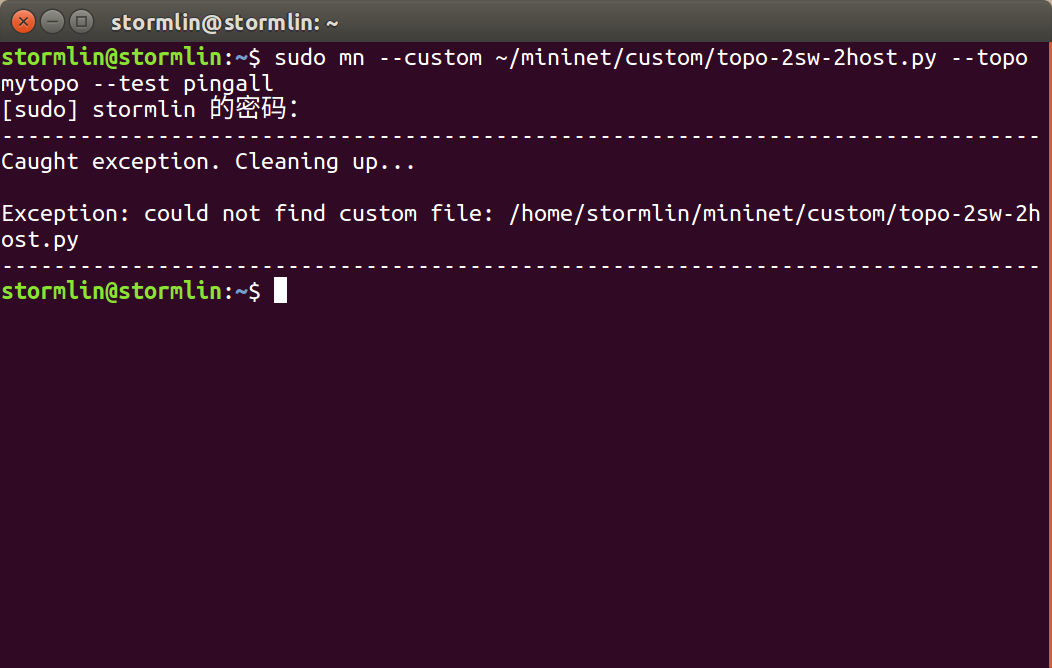 stormlin@stormlin: ~
stormlin@stormlin:~$ sudo mn --custom ~/mininet/custom/topo-2sw-2host.py --topo
mytopo --test pingall
[sudo] stormlin 的密码：
--------------------------------------------------------------------------------
Caught exception. Cleaning up...
Exception: could not find custom file: /home/stormlin/mininet/custom/topo-2sw-2h
ost.py
--------------------------------------------------------------------------------
stormlin@stormlin:~$